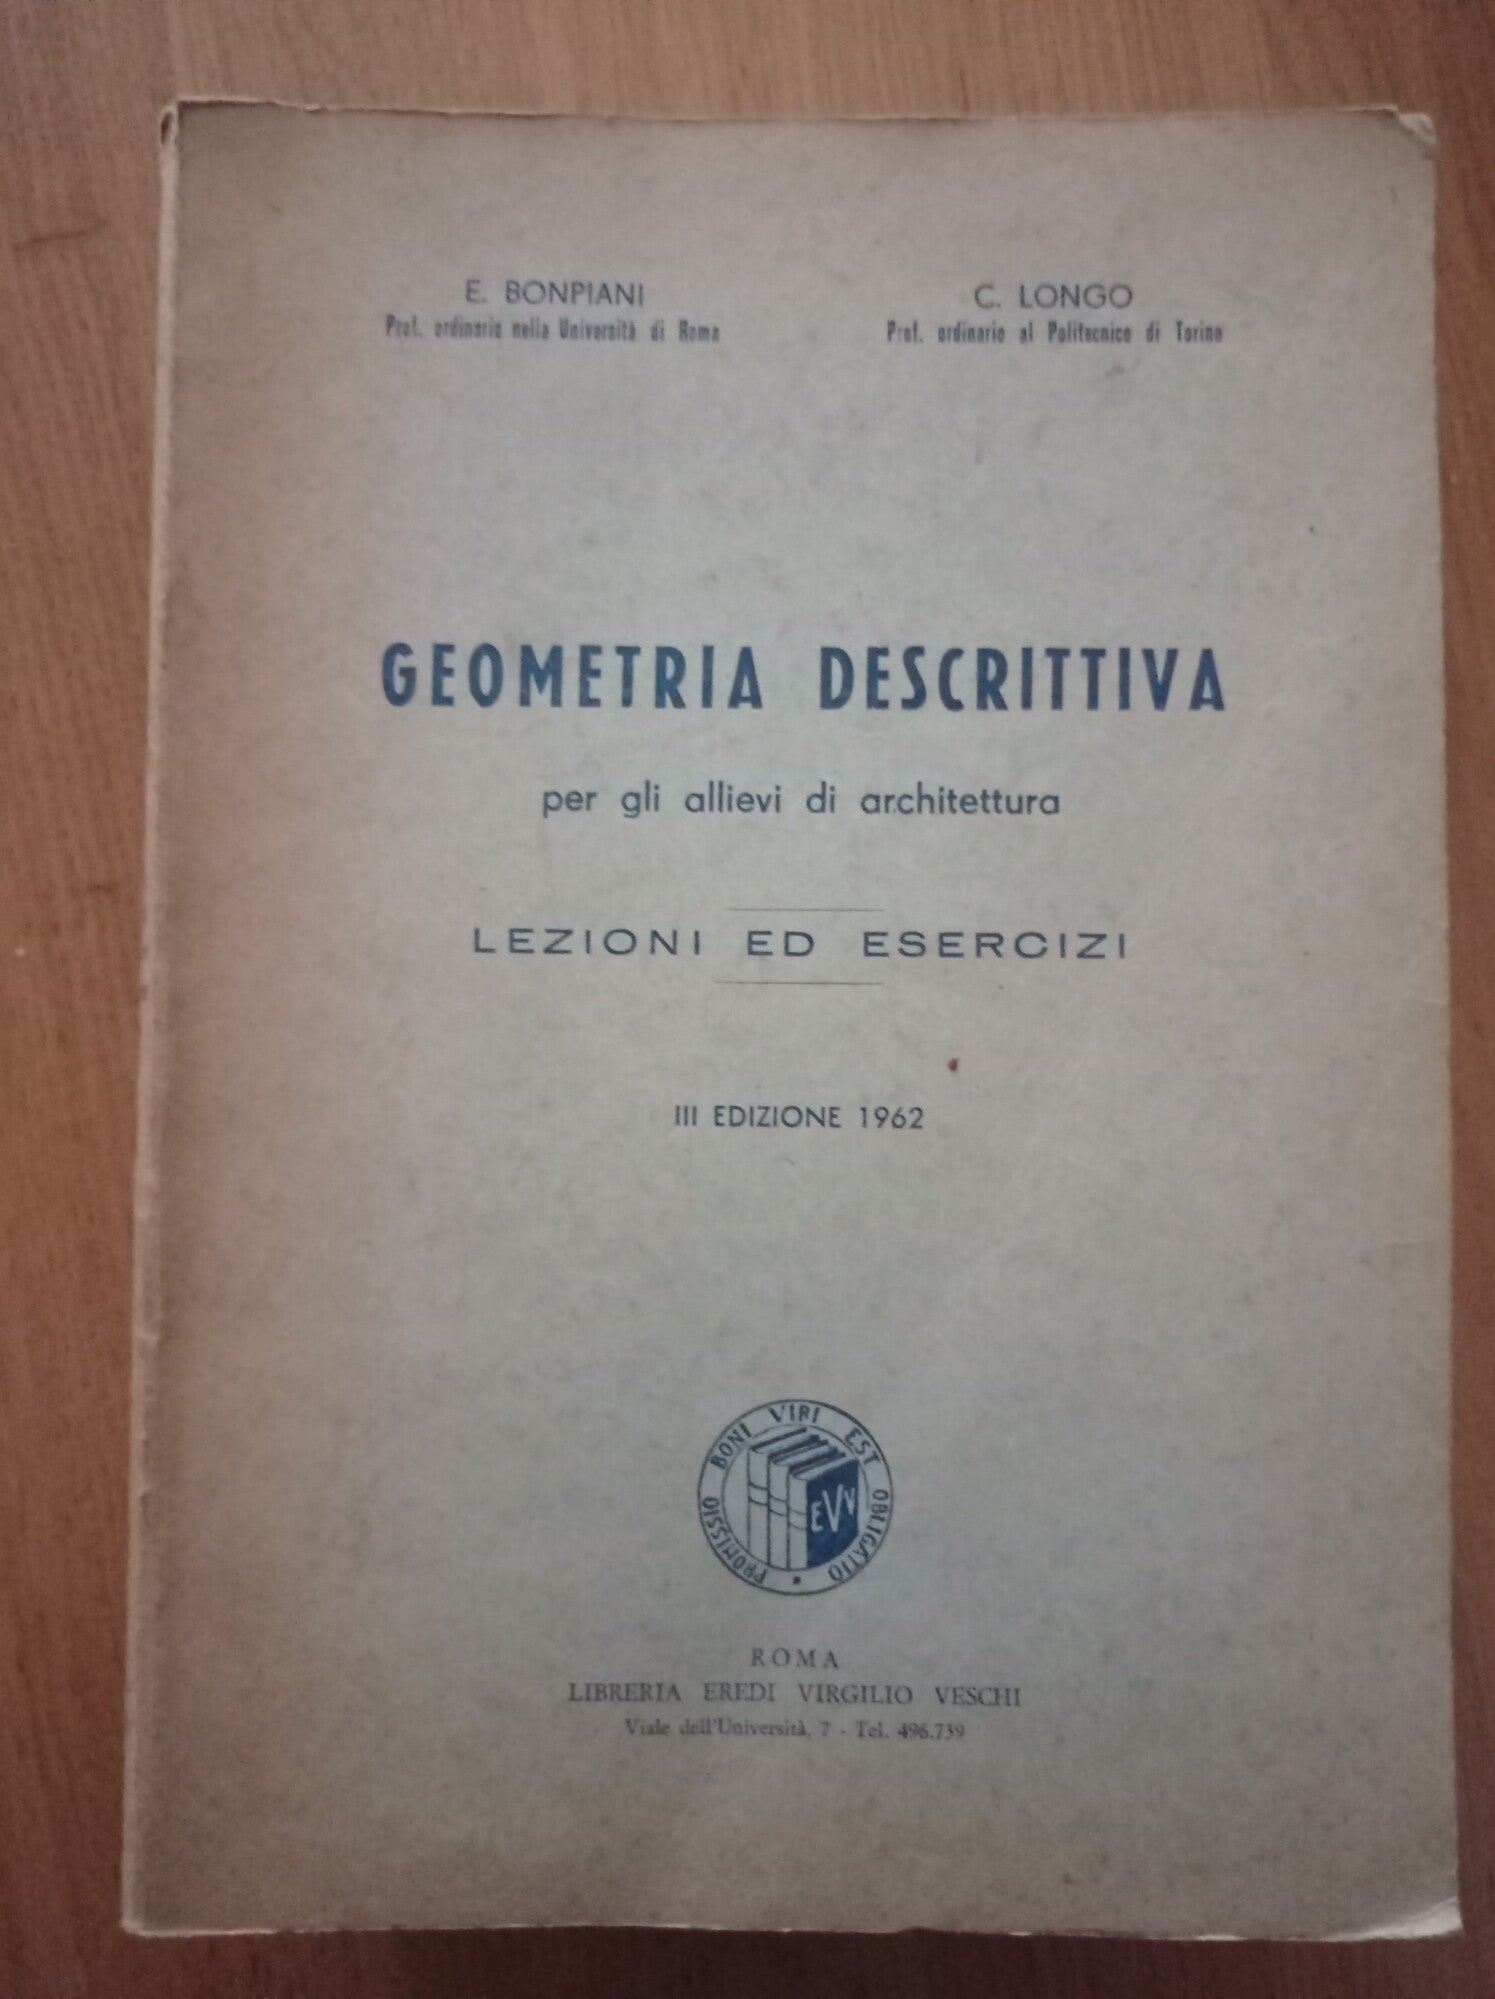 E. BONPIANI
Prof. ordinario nella Università di Roma
C. LONGO
Prof. ordinario al Politecnico di Torino
GEOMETRIA DESCRITTIVA
per gli allievi di architettura
LEZIONI ED ESERCIZI
III EDIZIONE 1962
PROMISSIO BONI VIRI EST OBLIGATIO
EVV
ROMA
LIBRERIA EREDI VIRGILIO VESCHI
Viale dell'Università, 7 - Tel. 496.739